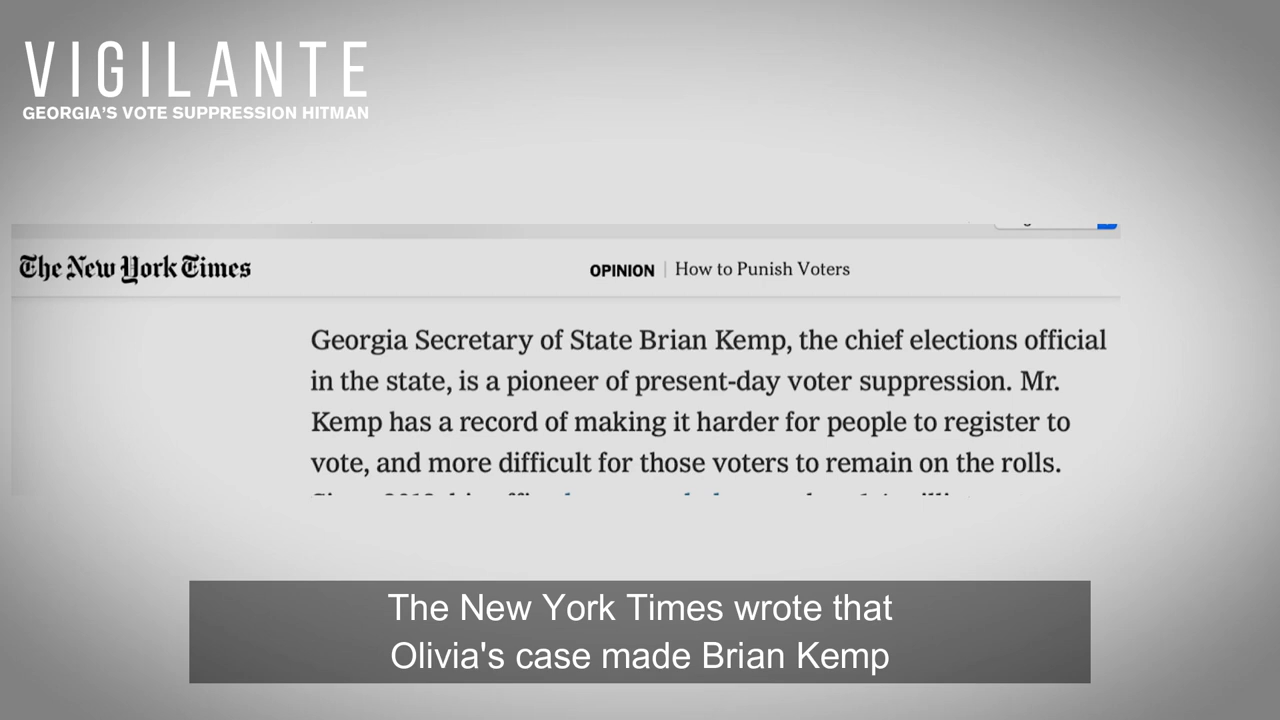 VIGILANTE
GEORGIA'S VOTE SUPPRESSION HITMAN
The New York Times
OPINION | How to Punish Voters
Georgia Secretary of State Brian Kemp, the chief elections official
in the state, is a pioneer of present-day voter suppression. Mr.
Kemp has a record of making it harder for people to register to
vote, and more difficult for those voters to remain on the rolls.
The New York Times wrote that
Olivia's case made Brian Kemp